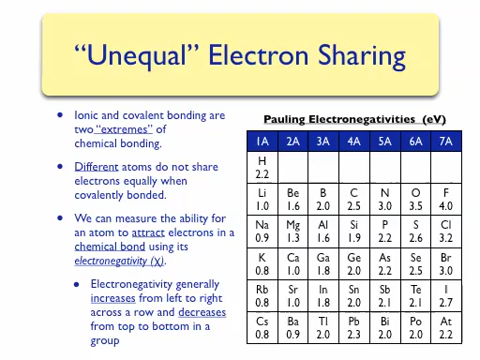 “Unequal” Electron Sharing
• Ionic and covalent bonding are
two “extremes” of
chemical bonding.
• Different atoms do not share
electrons equally when
covalently bonded.
• We can measure the ability for
an atom to attract electrons in a
chemical bond using its
electronegativity (χ).
• Electronegativity generally
increases from left to right
across a row and decreases
from top to bottom in a
group
Pauling Electronegativities (eV)
1A 2A 3A 4A 5A 6A 7A
H
2.2
Li Be B C N O F
1.0 1.6 2.0 2.5 3.0 3.5 4.0
Na Mg Al Si P S Cl
0.9 1.3 1.6 1.9 2.2 2.6 3.2
K Ca Ga Ge As Se Br
0.8 1.0 1.8 2.0 2.2 2.5 3.0
Rb Sr In Sn Sb Te I
0.8 1.0 1.8 2.0 2.1 2.1 2.7
Cs Ba Tl Pb Bi Po At
0.8 0.9 2.0 2.3 2.0 2.0 2.2